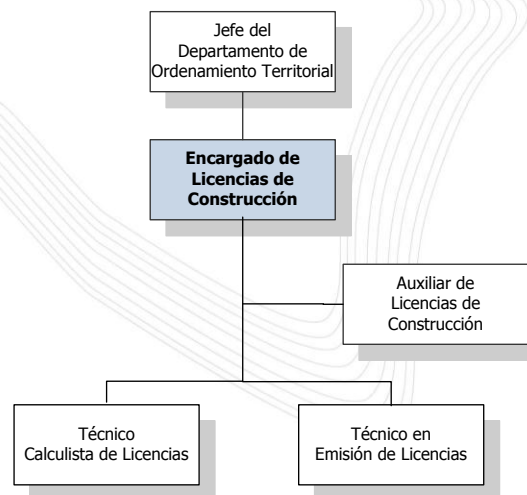 Jefe del
Departamento de
Ordenamiento Territorial
Encargado de
Licencias de
Construcción
Auxiliar de
Licencias de
Construcción
Técnico
Calculista de Licencias
Técnico en
Emisión de Licencias